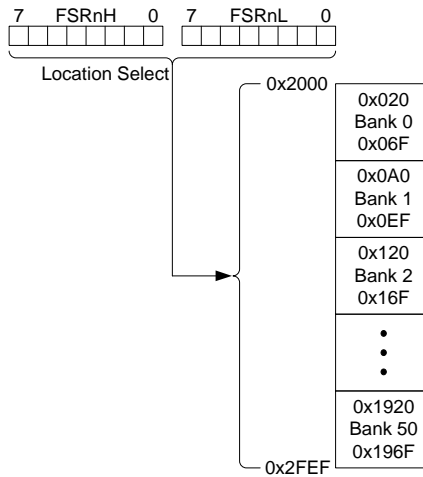 7 FSRnH 0 7 FSRnL 0
Location Select
0x2000
0x020
Bank 0
0x06F
0x0A0
Bank 1
0x0EF
0x120
Bank 2
0x16F
0x1920
Bank 50
0x196F
0x2FEF